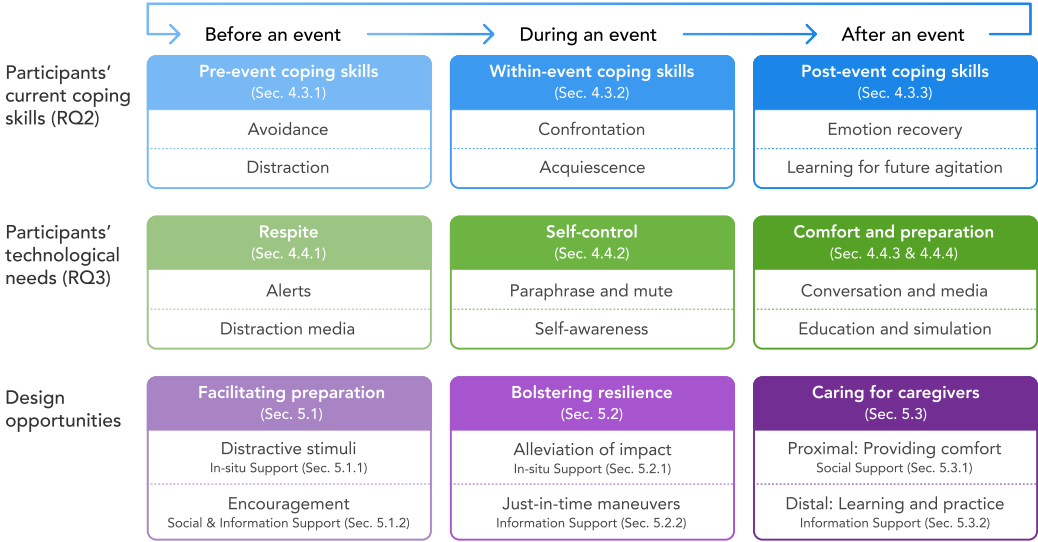 Before an event
During an event
After an event
Participants’
current coping
skills (RQ2)
Pre-event coping skills
(Sec. 4.3.1)
Avoidance
Distraction
Within-event coping skills
(Sec. 4.3.2)
Confrontation
Acquiescence
Post-event coping skills
(Sec. 4.3.3)
Emotion recovery
Learning for future agitation
Participants’
technological
needs (RQ3)
Respite
(Sec. 4.4.1)
Alerts
Distraction media
Self-control
(Sec. 4.4.2)
Paraphrase and mute
Self-awareness
Comfort and preparation
(Sec. 4.4.3 & 4.4.4)
Conversation and media
Education and simulation
Design
opportunities
Facilitating preparation
(Sec. 5.1)
Distractive stimuli
In-situ Support (Sec. 5.1.1)
Encouragement
Social & Information Support (Sec. 5.1.2)
Bolstering resilience
(Sec. 5.2)
Alleviation of impact
In-situ Support (Sec. 5.2.1)
Just-in-time maneuvers
Information Support (Sec. 5.2.2)
Caring for caregivers
(Sec. 5.3)
Proximal: Providing comfort
Social Support (Sec. 5.3.1)
Distal: Learning and practice
Information Support (Sec. 5.3.2)